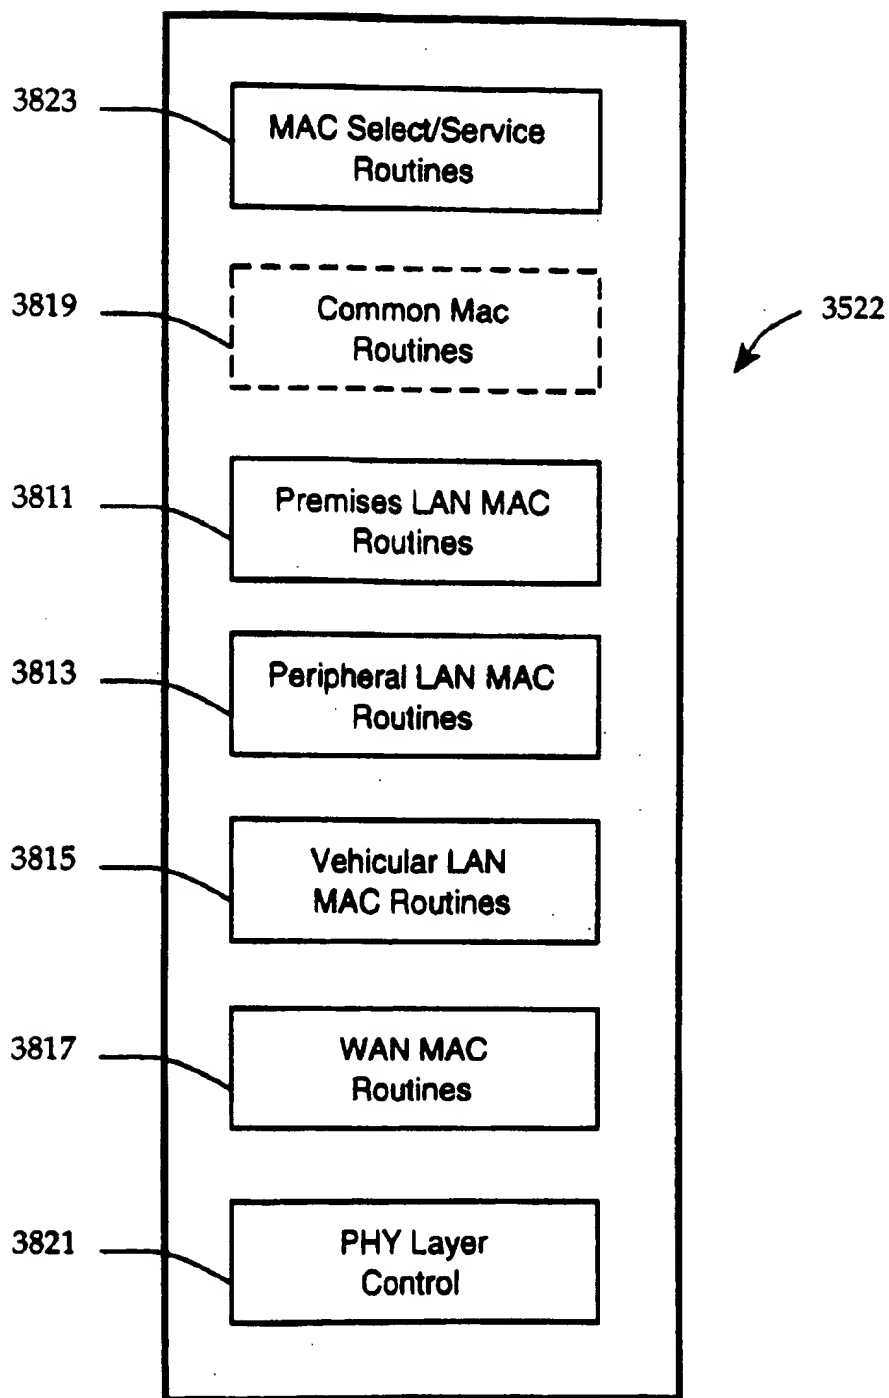 3823
MAC Select/Service
Routines
3819
Common Mac
Routines
3522
3811
Premises LAN MAC
Routines
3813
Peripheral LAN MAC
Routines
3815
Vehicular LAN
MAC Routines
3817
WAN MAC
Routines
3821
PHY Layer
Control